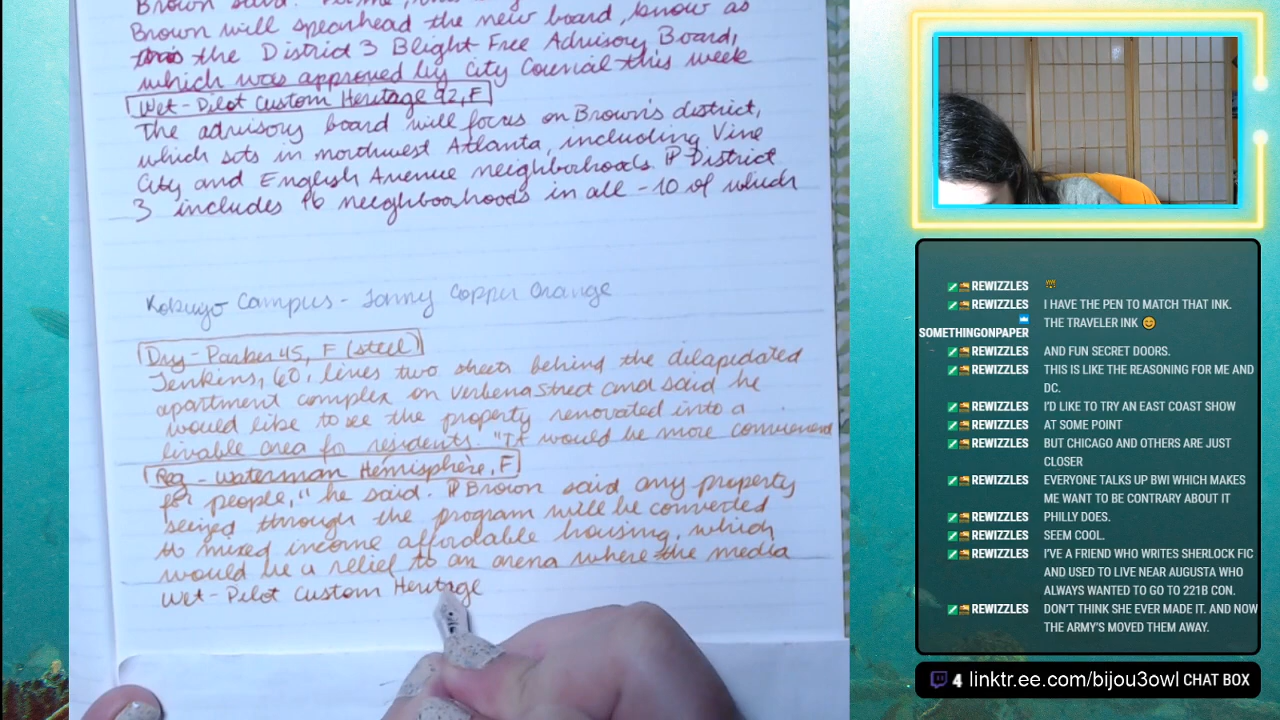 Brown will spearhead the new board, know as
the District 3 Blight Free Advisory Board,
which was approved by City Council this week
Wet - Pilot Custom Heritage 92, F
The advisory board will focus on Brown's district,
which sits in northwest Atlanta, including Vine
City and English Avenue neighborhoods. ℙ District
3 includes 16 neighboahoods in all - 10 of which
Kokuyo Campus - Tonny Copper Orange
Dry - Parker 45, F (steel)
Jenkins, 60, lives two streets behind the dilapidated
apartment complex on Verbena Street and said he
would like to see the property renovated into a
livable area for residents. "It would be more convenient
Reg - Waterman Hémisphère, F
for people," he said. ℙ Brown said any property
seized through the program will be converted
to mixed income affordable housing, which
would be a relief to an arena where the media
Wet - Pilot Custom Heritage
REWIZZLES
REWIZZLES I HAVE THE PEN TO MATCH THAT INK.
THE TRAVELER INK
SOMETHINGONPAPER
REWIZZLES AND FUN SECRET DOORS.
REWIZZLES THIS IS LIKE THE REASONING FOR ME AND
DC.
REWIZZLES I'D LIKE TO TRY AN EAST COAST SHOW
REWIZZLES AT SOME POINT
REWIZZLES BUT CHICAGO AND OTHERS ARE JUST
CLOSER
REWIZZLES EVERYONE TALKS UP BWI WHICH MAKES
ME WANT TO BE CONTRARY ABOUT IT
REWIZZLES PHILLY DOES.
REWIZZLES SEEM COOL.
REWIZZLES I'VE A FRIEND WHO WRITES SHERLOCK FIC
AND USED TO LIVE NEAR AUGUSTA WHO
ALWAYS WANTED TO GO TO 221B CON.
REWIZZLES DON'T THINK SHE EVER MADE IT. AND NOW
THE ARMY'S MOVED THEM AWAY.
4 linktr.ee.com/bijou3owl CHAT BOX